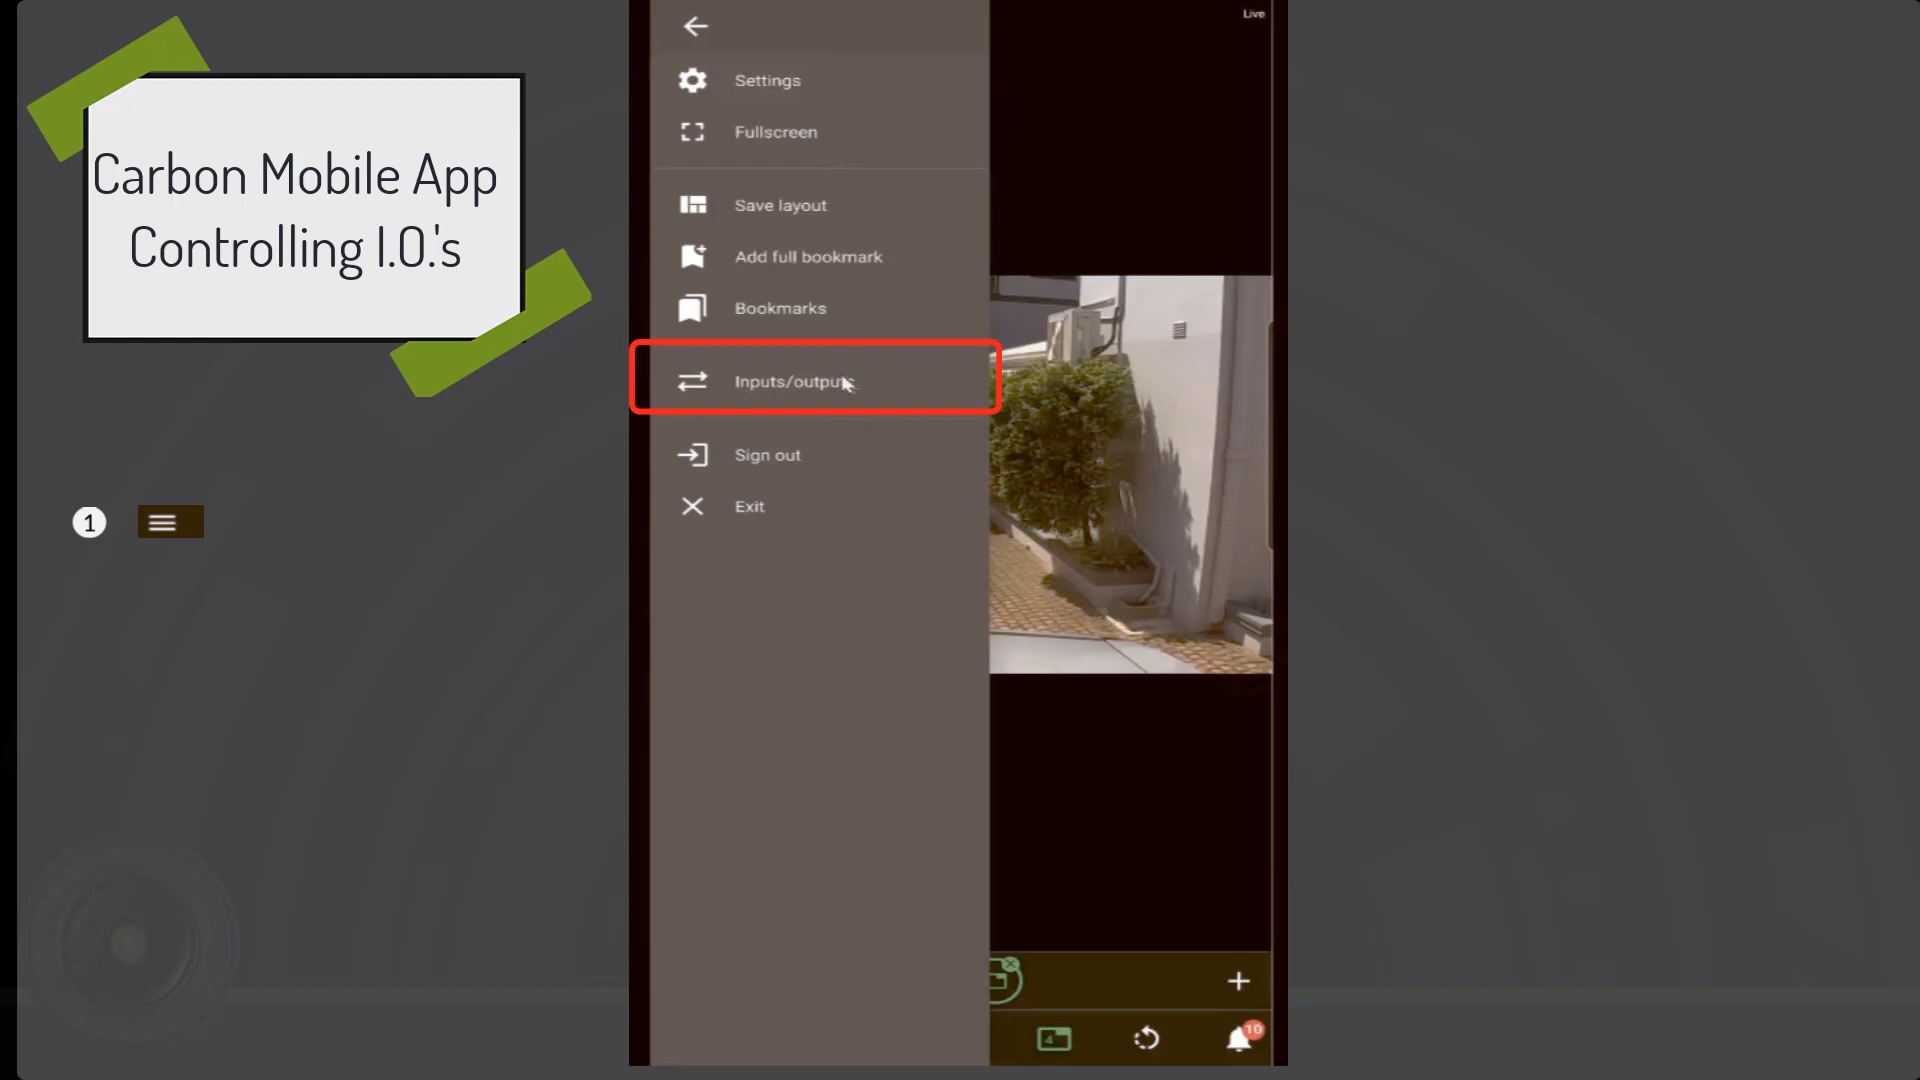 Carbon Mobile App
Controlling I.O.'s
1
Live
Settings
Fullscreen
Save layout
Add full bookmark
Bookmarks
Inputs/outputs
Sign out
Exit
4
10